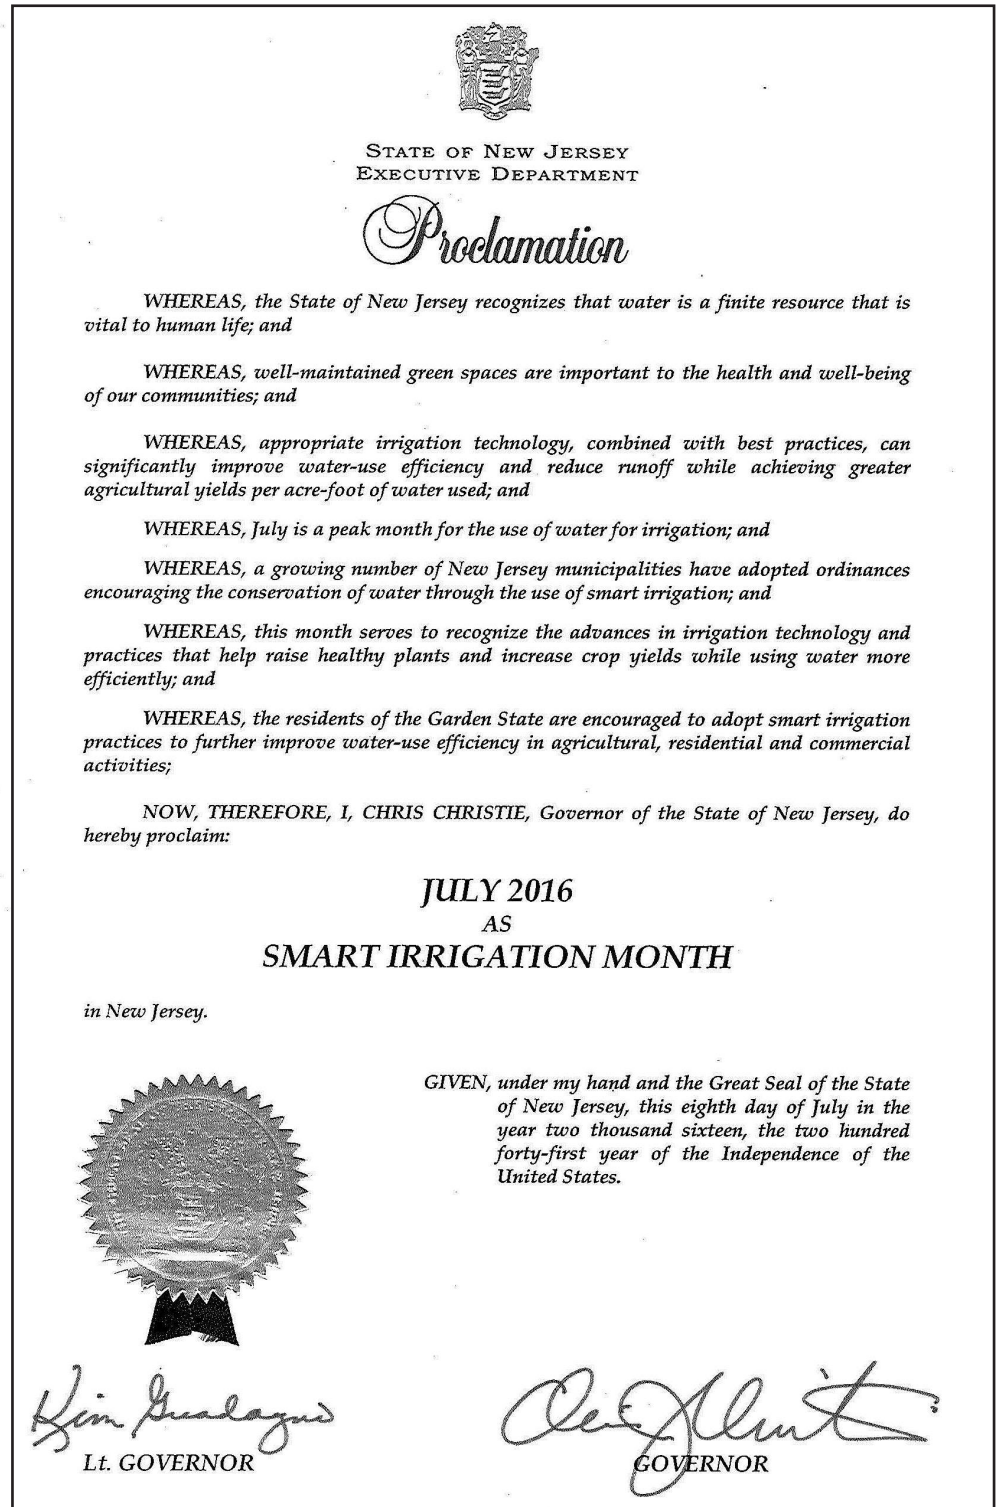 STATE OF NEW JERSEY
EXECUTIVE DEPARTMENT
Proclamation
WHEREAS, the State of New Jersey recognizes that water is a finite resource that is
vital to human life; and
WHEREAS, well-maintained green spaces are important to the health and well-being
of our communities; and
WHEREAS, appropriate irrigation technology, combined with best practices, can
significantly improve water-use efficiency and reduce runoff while achieving greater
agricultural yields per acre-foot of water used; and
WHEREAS, July is a peak month for the use of water for irrigation; and
WHEREAS, a growing number of New Jersey municipalities have adopted ordinances
encouraging the conservation of water through the use of smart irrigation; and
WHEREAS, this month serves to recognize the advances in irrigation technology and
practices that help raise healthy plants and increase crop yields while using water more
efficiently; and
WHEREAS, the residents of the Garden State are encouraged to adopt smart irrigation
practices to further improve water-use efficiency in agricultural, residential and commercial
activities;
NOW, THEREFORE, I, CHRIS CHRISTIE, Governor of the State of New Jersey, do
hereby proclaim:
JULY 2016
AS
SMART IRRIGATION MONTH
in New Jersey.
GIVEN, under my hand and the Great Seal of the State
of New Jersey, this eighth day of July in the
year two thousand sixteen, the two hundred
forty-first year of the Independence of the
United States.
Kim Guadagno
Lt. GOVERNOR
GOVERNOR